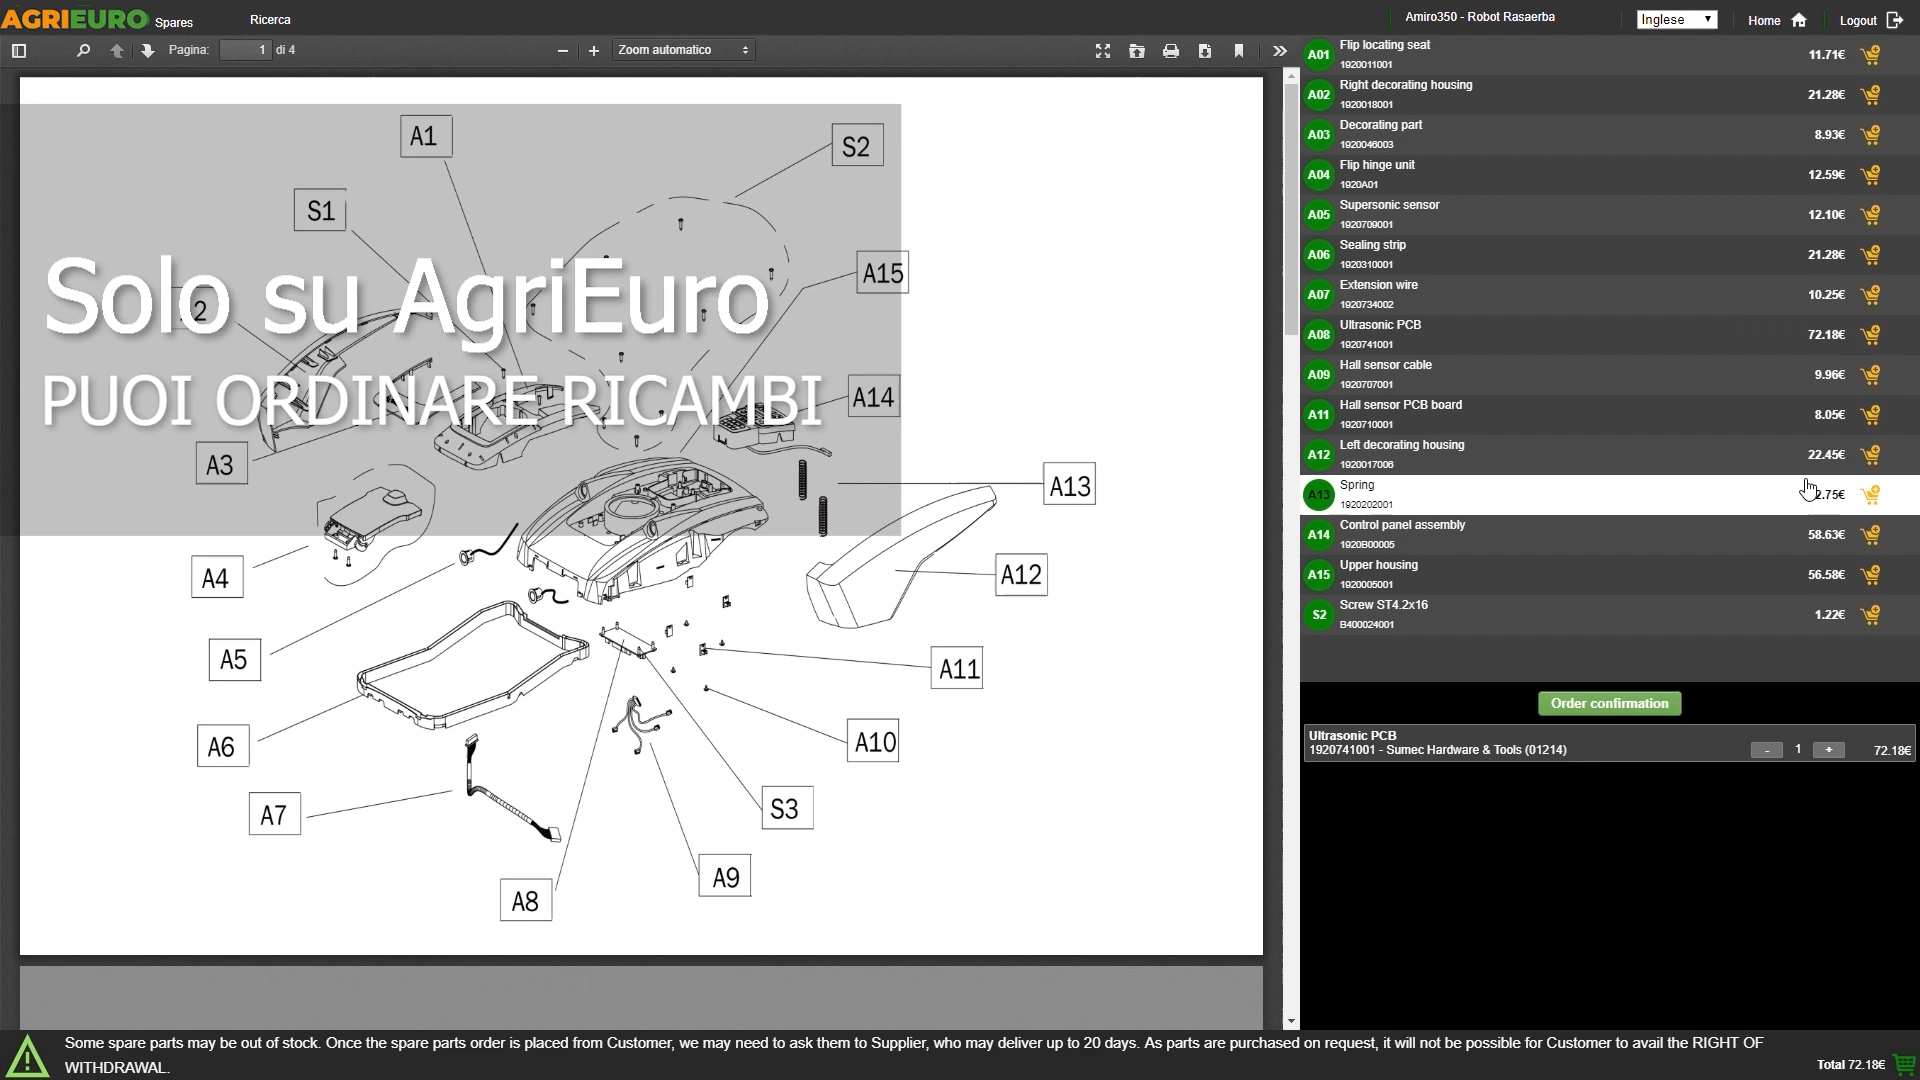 AGRIEURO Spares
Ricerca
Amiro350 - Robot Rasaerba
Inglese
Home
Logout
Pagina: 1 di 4
Zoom automatico
A1
S2
S1
A15
2
Solo su AgriEuro
PUOI ORDINARE RICAMBI
A14
A3
A13
A4
A12
A5
A11
A6
A10
A7
S3
A9
A8
A01 Flip locating seat 11.71€
1920011001
A02 Right decorating housing 21.28€
1920018001
A03 Decorating part 8.93€
1920046003
A04 Flip hinge unit 12.59€
1920A01
A05 Supersonic sensor 12.10€
1920709001
A06 Sealing strip 21.28€
1920310001
A07 Extension wire 10.25€
1920734002
A08 Ultrasonic PCB 72.18€
1920741001
A09 Hall sensor cable 9.96€
1920707001
A11 Hall sensor PCB board 8.05€
1920710001
A12 Left decorating housing 22.45€
1920017006
A13 Spring 2.75€
1920202001
A14 Control panel assembly 58.63€
1920B00005
A15 Upper housing 56.58€
1920005001
S2 Screw ST4.2x16 1.22€
B400024001
Order confirmation
Ultrasonic PCB
1920741001 - Sumec Hardware & Tools (01214) - 1 + 72.18€
Some spare parts may be out of stock. Once the spare parts order is placed from Customer, we may need to ask them to Supplier, who may deliver up to 20 days. As parts are purchased on request, it will not be possible for Customer to avail the RIGHT OF
WITHDRAWAL.
Total 72.18€